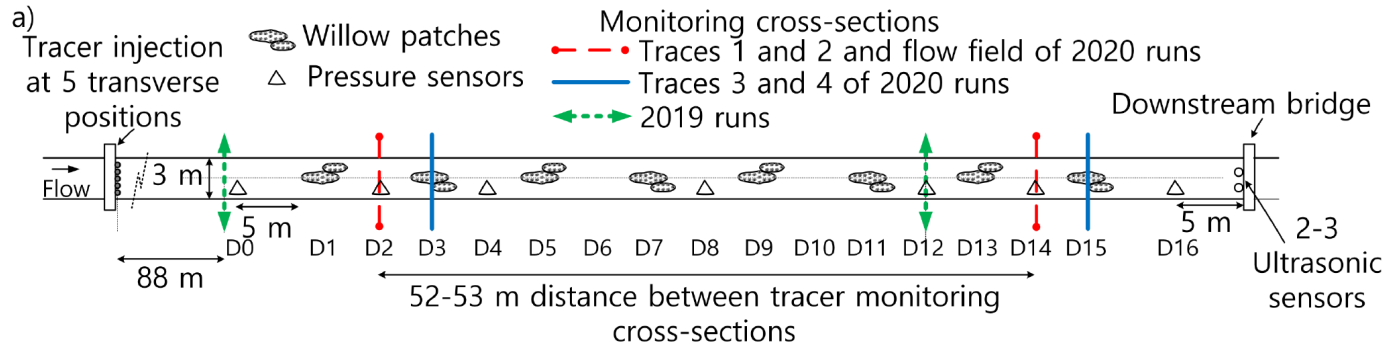 a)
Tracer injection
at 5 transverse
positions
Willow patches
Pressure sensors
Monitoring cross-sections
Traces 1 and 2 and flow field of 2020 runs
Traces 3 and 4 of 2020 runs
2019 runs
Downstream bridge
Flow
3 m
5 m
5 m
D0 D1 D2 D3 D4 D5 D6 D7 D8 D9 D10 D11 D12 D13 D14 D15 D16
88 m
52-53 m distance between tracer monitoring
cross-sections
2-3
Ultrasonic
sensors